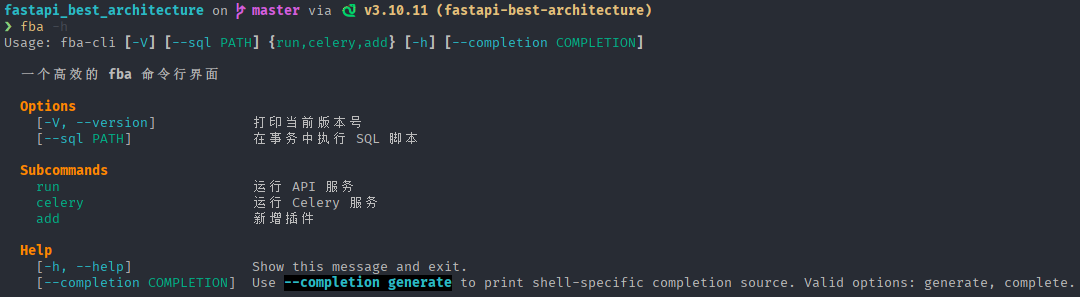 fastapi_best_architecture on master via v3.10.11 (fastapi-best-architecture)
❯ fba -h
Usage: fba-cli [-V] [--sql PATH] {run,celery,add} [-h] [--completion COMPLETION]
一个高效的 fba 命令行界面
Options
[-V, --version] 打印当前版本号
[--sql PATH] 在事务中执行 SQL 脚本
Subcommands
run 运行 API 服务
celery 运行 Celery 服务
add 新增插件
Help
[-h, --help] Show this message and exit.
[--completion COMPLETION] Use --completion generate to print shell-specific completion source. Valid options: generate, complete.